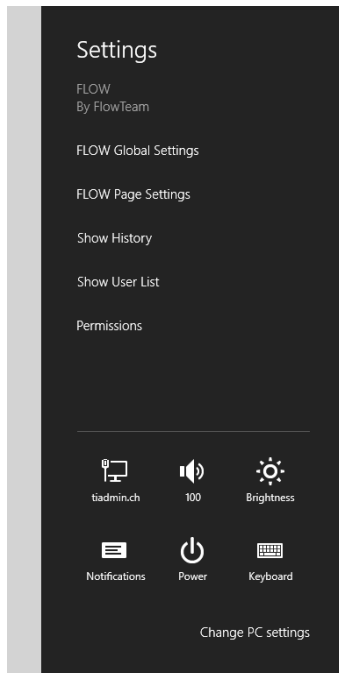 Settings
FLOW
By FlowTeam
FLOW Global Settings
FLOW Page Settings
Show History
Show User List
Permissions
tiadmin.ch
100
Brightness
Notifications
Power
Keyboard
Change PC settings